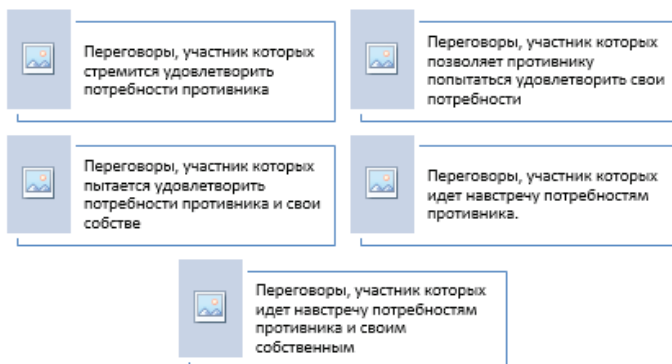 Переговоры, участник которых
стремится удовлетворить
потребности противника
Переговоры, участник которых
позволяет противнику
попытаться удовлетворить свои
потребности
Переговоры, участник которых
пытается удовлетворить
потребности противника и свои
собстве
Переговоры, участник которых
идет навстречу потребностям
противника.
Переговоры, участник которых
идет навстречу потребностям
противника и своим
собственным